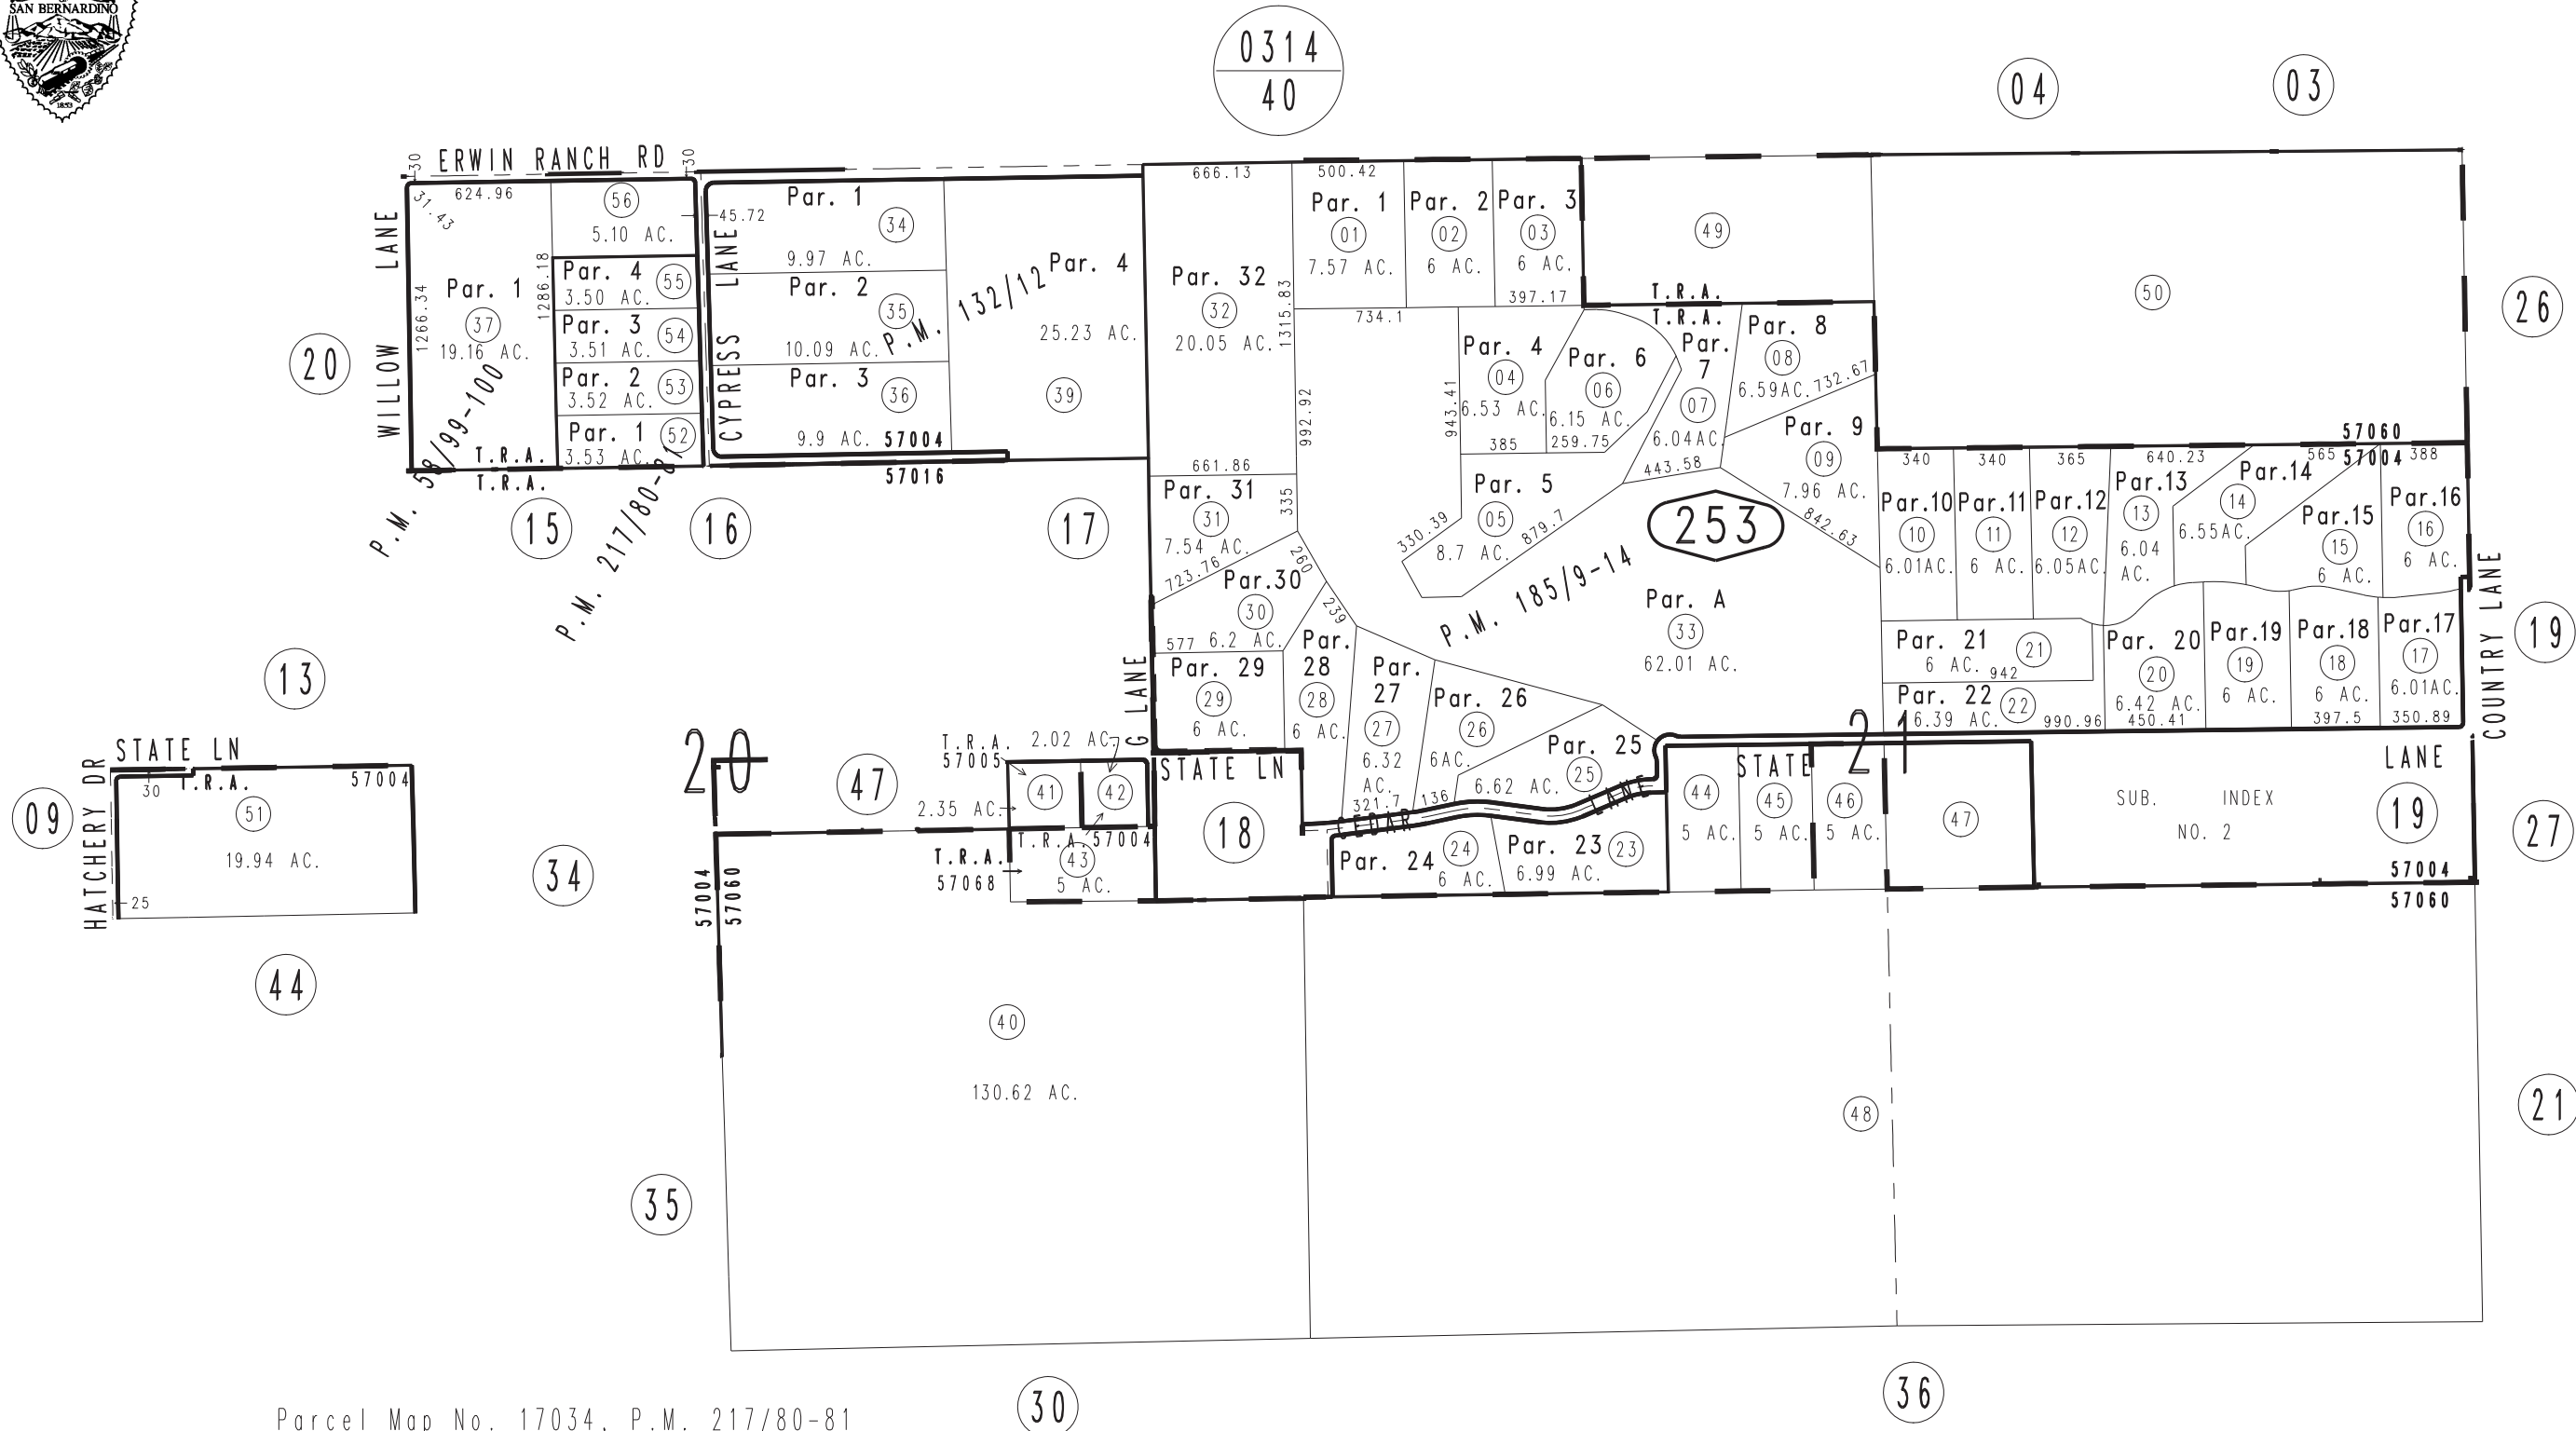 SAN BERNARDINO
1853
0314
40
04
03
ERWIN RANCH RD
30
30
624.96
31.43
56
5.10 AC.
45.72
Par. 1
34
9.97 AC.
Par. 4
25.23 AC.
39
666.13
500.42
Par. 1
01
7.57 AC.
Par. 2
02
6 AC.
Par. 3
03
6 AC.
397.17
49
50
26
WILLOW LANE
1266.34
Par. 1
37
19.16 AC.
1286.18
Par. 4
55
3.50 AC.
Par. 3
54
3.51 AC.
Par. 2
53
3.52 AC.
Par. 1
52
3.53 AC.
CYPRESS LANE
Par. 2
35
10.09 AC.
Par. 3
36
9.9 AC.
57004
57016
P.M. 132/12
Par. 32
32
20.05 AC.
1315.83
734.1
992.92
943.41
T.R.A.
T.R.A.
Par. 4
04
6.53 AC.
385
Par. 6
06
6.15 AC.
259.75
Par.
7
07
6.04AC.
443.58
Par. 8
08
6.59AC.
732.67
Par. 9
09
7.96 AC.
842.63
20
T.R.A.
T.R.A.
P.M. 58/99-100
P.M. 217/80-81
15
16
17
661.86
Par. 31
31
7.54 AC.
335
723.76
260
Par.30
30
577
6.2 AC.
239
Par. 5
05
8.7 AC.
330.39
879.7
253
P.M. 185/9-14
Par. A
33
62.01 AC.
57060
57004
340
340
365
640.23
565
388
Par.10
10
6.01AC.
Par.11
11
6 AC.
Par.12
12
6.05AC.
Par.13
13
6.04
AC.
Par.14
14
6.55AC.
Par.15
15
6 AC.
Par.16
16
6 AC.
COUNTRY LANE
19
Par. 21
21
6 AC.
942
Par. 22
22
6.39 AC.
990.96
Par. 20
20
6.42 AC.
450.41
Par.19
19
6 AC.
Par.18
18
6 AC.
397.5
Par.17
17
6.01AC.
350.89
G LANE
Par. 29
29
6 AC.
Par.
28
28
6 AC.
Par.
27
27
6.32
AC.
321.7
Par. 26
26
6AC.
136
Par. 25
25
6.62 AC.
13
STATE LN
HATCHERY DR
09
T.R.A.
57004
30
51
19.94 AC.
25
44
20
47
T.R.A.
57005
2.02 AC.
2.35 AC.
41
42
T.R.A. 57004
T.R.A.
57068
43
5 AC.
34
57004
57060
STATE LN
18
CEDAR LANE
Par. 24
24
6 AC.
Par. 23
23
6.99 AC.
44
5 AC.
STATE
45
5 AC.
46
5 AC.
21
47
SUB. INDEX
NO. 2
LANE
19
57004
57060
27
40
130.62 AC.
48
21
35
30
36
Parcel Map No. 17034, P.M. 217/80-81